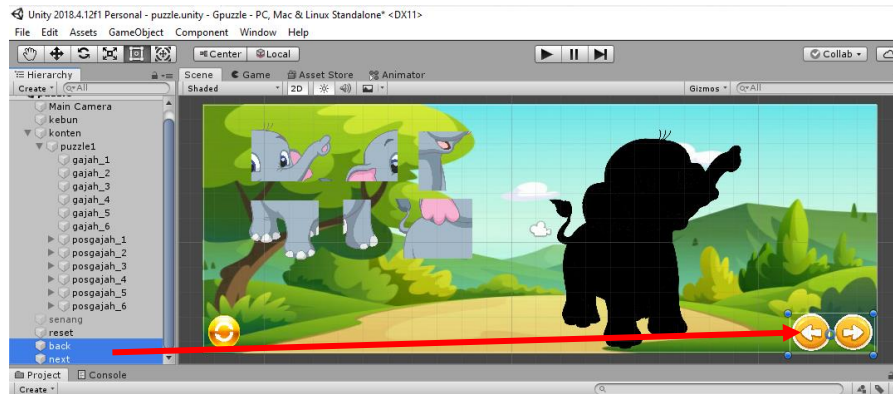 Unity 2018.4.12f1 Personal - puzzle.unity - Gpuzzle - PC, Mac & Linux Standalone* <DX11>
File Edit Assets GameObject Component Window Help
Center Local Collab
Hierarchy Scene Game Asset Store Animator
Create All Shaded 2D Gizmos All
Main Camera
kebun
konten
puzzle1
gajah_1
gajah_2
gajah_3
gajah_4
gajah_5
gajah_6
posgajah_1
posgajah_2
posgajah_3
posgajah_4
posgajah_5
posgajah_6
senang
reset
back
next
Project Console
Create